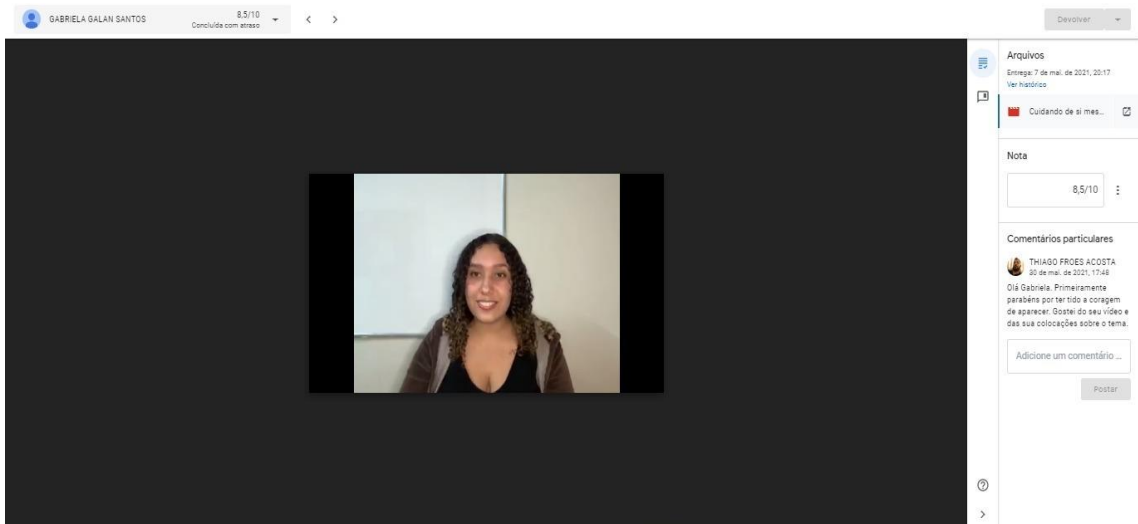 GABRIELA GALAN SANTOS
8,5/10
Concluída com atraso
Devolver
Arquivos
Entrega: 7 de mai. de 2021, 20:17
Ver histórico
Cuidando de si mes...
Nota
8,5/10
Comentários particulares
THIAGO FROES ACOSTA
30 de mai. de 2021, 17:48
Olá Gabriela. Primeiramente
parabéns por ter tido a coragem
de aparecer. Gostei do seu vídeo e
das sua colocações sobre o tema.
Adicione um comentário ...
Postar